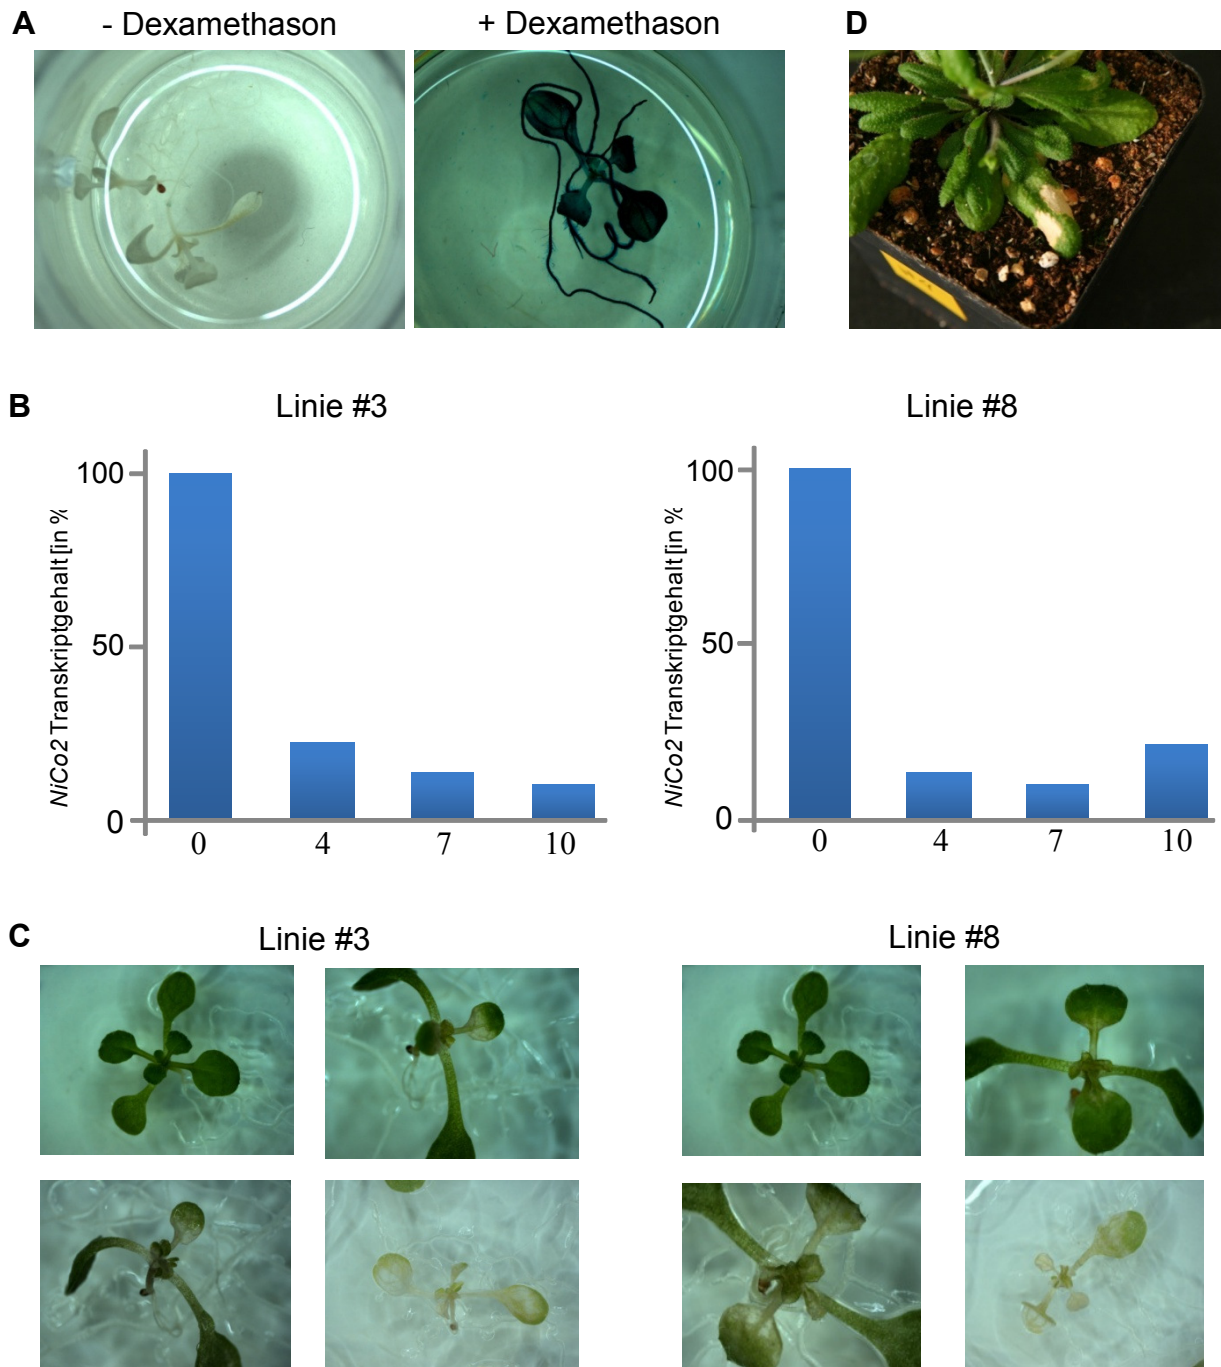 A - Dexamethason + Dexamethason D
B Linie #3 Linie #8
100
50
0
NiCo2 Transkriptgehalt [in %
0 4 7 10
100
50
0
NiCo2 Transkriptgehalt [in %
0 4 7 10
C Linie #3 Linie #8